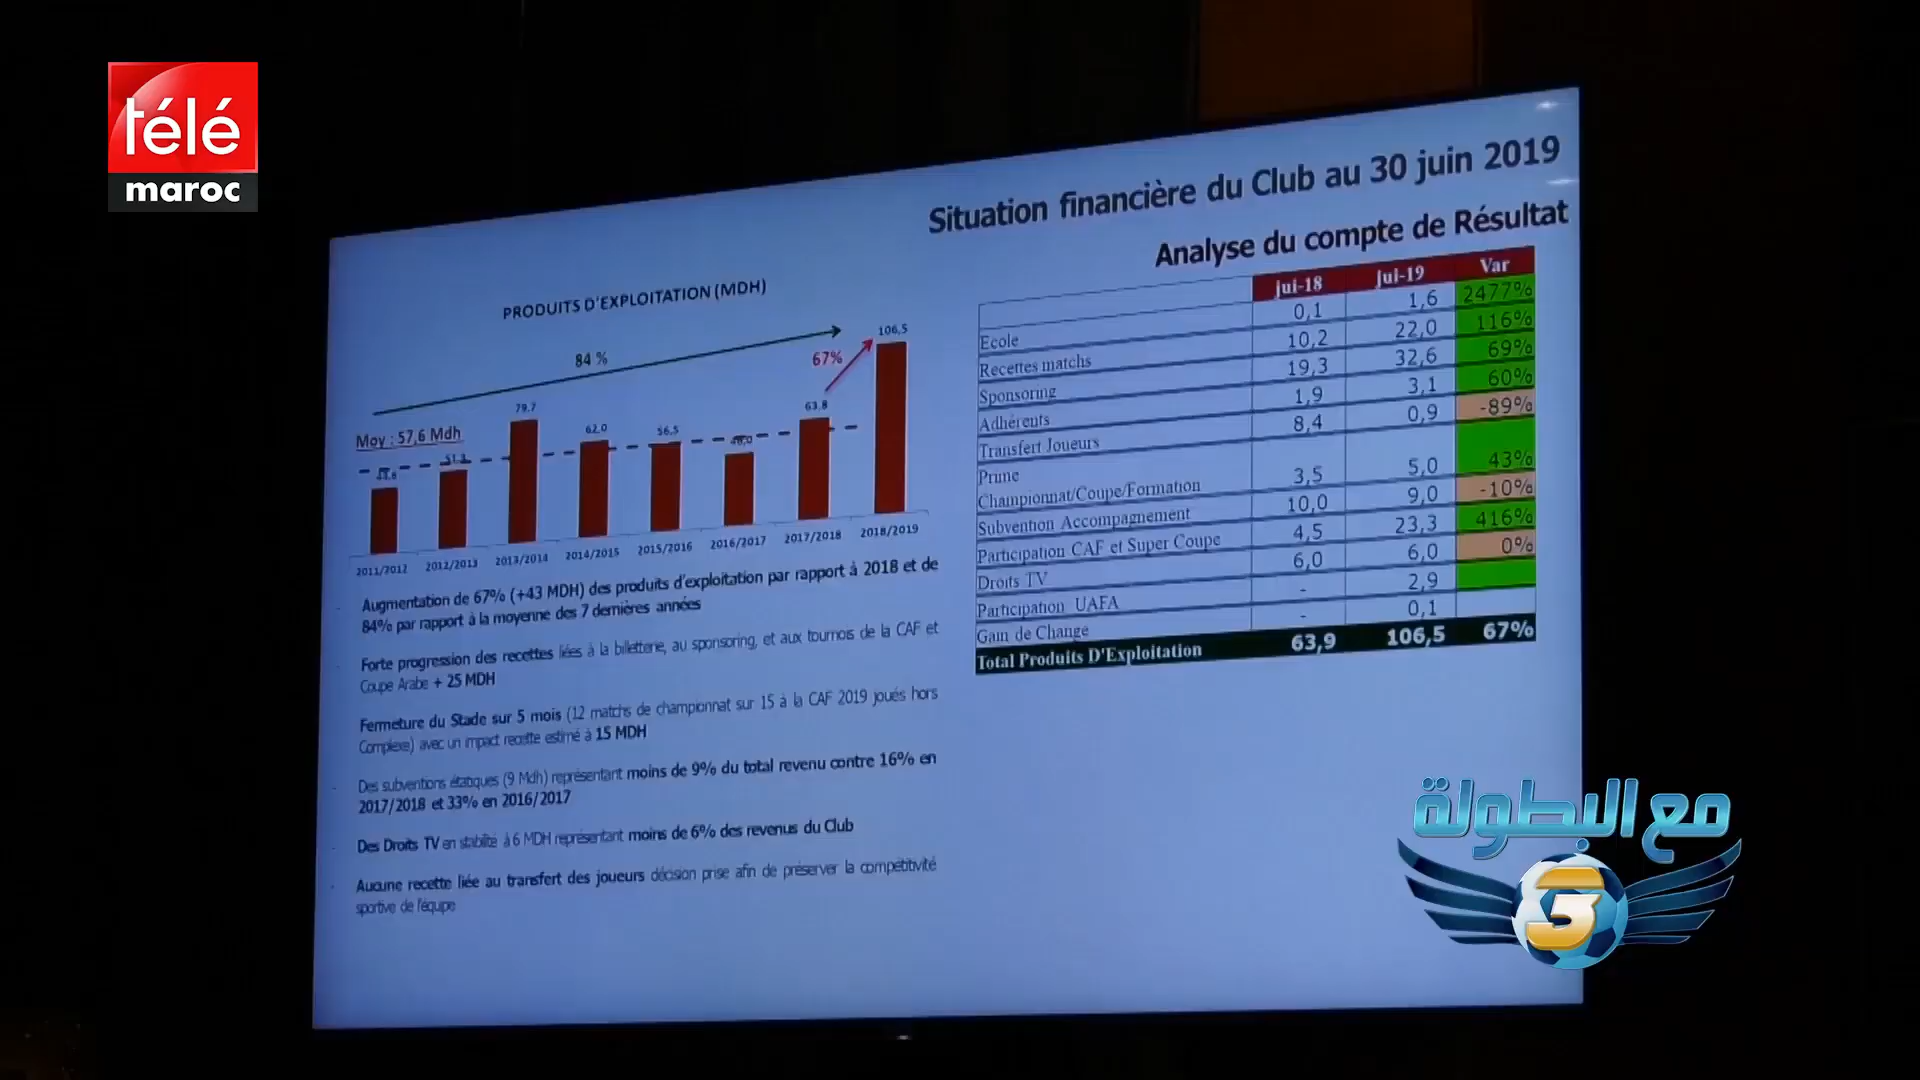 télé
maroc
Situation financière du Club au 30 juin 2019
Analyse du compte de Résultat
PRODUITS D'EXPLOITATION (MDH)
84 %
67%
106,5
Moy : 57,6 Mdh
51,3
79,7
62,0
56,5
48,0
63,8
2011/2012 2012/2013 2013/2014 2014/2015 2015/2016 2016/2017 2017/2018 2018/2019
- Augmentation de 67% (+43 MDH) des produits d'exploitation par rapport à 2018 et de
84% par rapport à la moyenne des 7 dernières années
- Forte progression des recettes liées à la billetterie, au sponsoring, et aux tournois de la CAF et
Coupe Arabe + 25 MDH
- Fermeture du Stade sur 5 mois (12 matchs de championnat sur 15 à la CAF 2019 joués hors
Complexe) avec un impact recette estimé à 15 MDH
- Des subventions étatiques (9 Mdh) représentant moins de 9% du total revenu contre 16% en
2017/2018 et 33% en 2016/2017
- Des Droits TV en stabilité à 6 MDH représentant moins de 6% des revenus du Club
- Aucune recette liée au transfert des joueurs décision prise afin de préserver la compétitivité
sportive de l'équipe
jui-18 jui-19 Var
Ecole 0,1 1,6 2477%
Recettes matchs 10,2 22,0 116%
Sponsoring 19,3 32,6 69%
Adhérents 1,9 3,1 60%
Transfert Joueurs 8,4 0,9 -89%
Prime
Championnat/Coupe/Formation 3,5 5,0 43%
Subvention Accompagnement 10,0 9,0 -10%
Participation CAF et Super Coupe 4,5 23,3 416%
Droits TV 6,0 6,0 0%
Participation UAFA - 2,9
Gain de Change - 0,1
Total Produits D'Exploitation 63,9 106,5 67%
مع البطولة
3